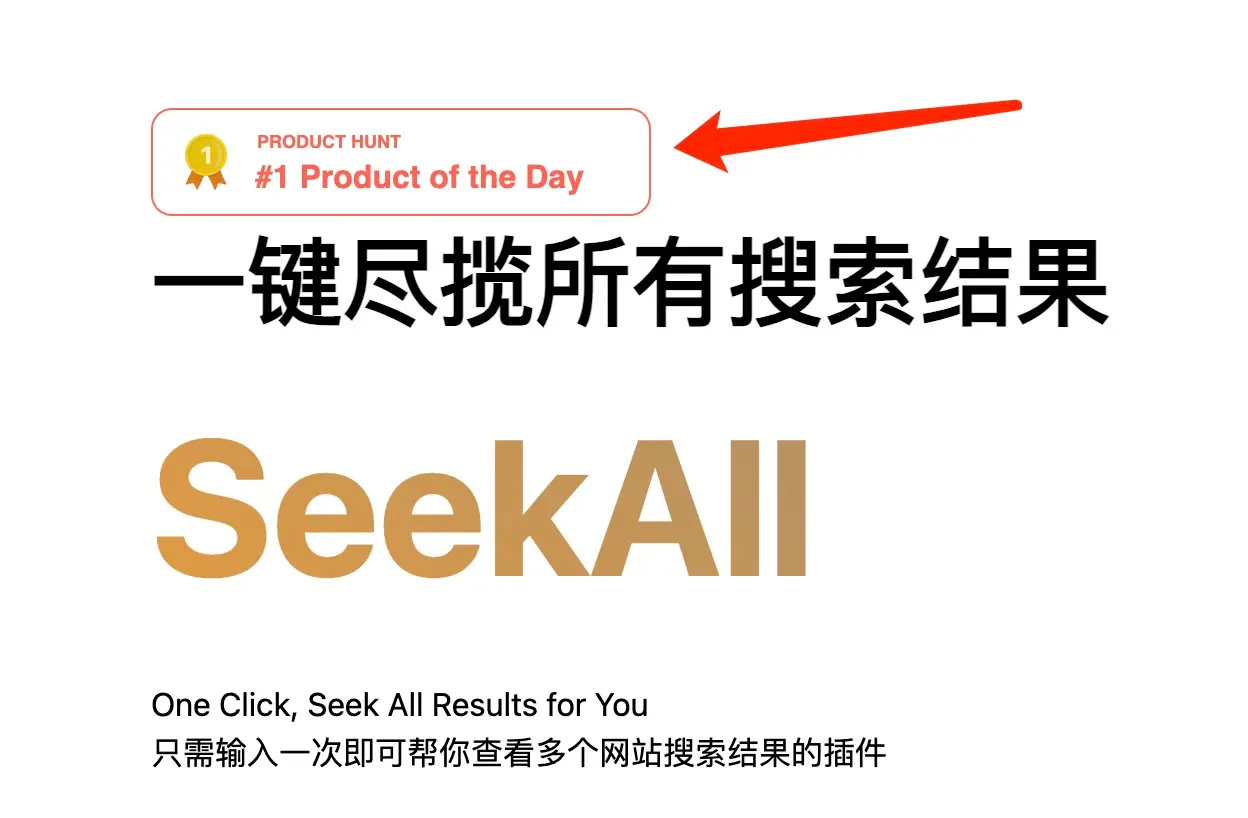 1
PRODUCT HUNT
#1 Product of the Day
一键尽揽所有搜索结果
SeekAll
One Click, Seek All Results for You
只需输入一次即可帮你查看多个网站搜索结果的插件